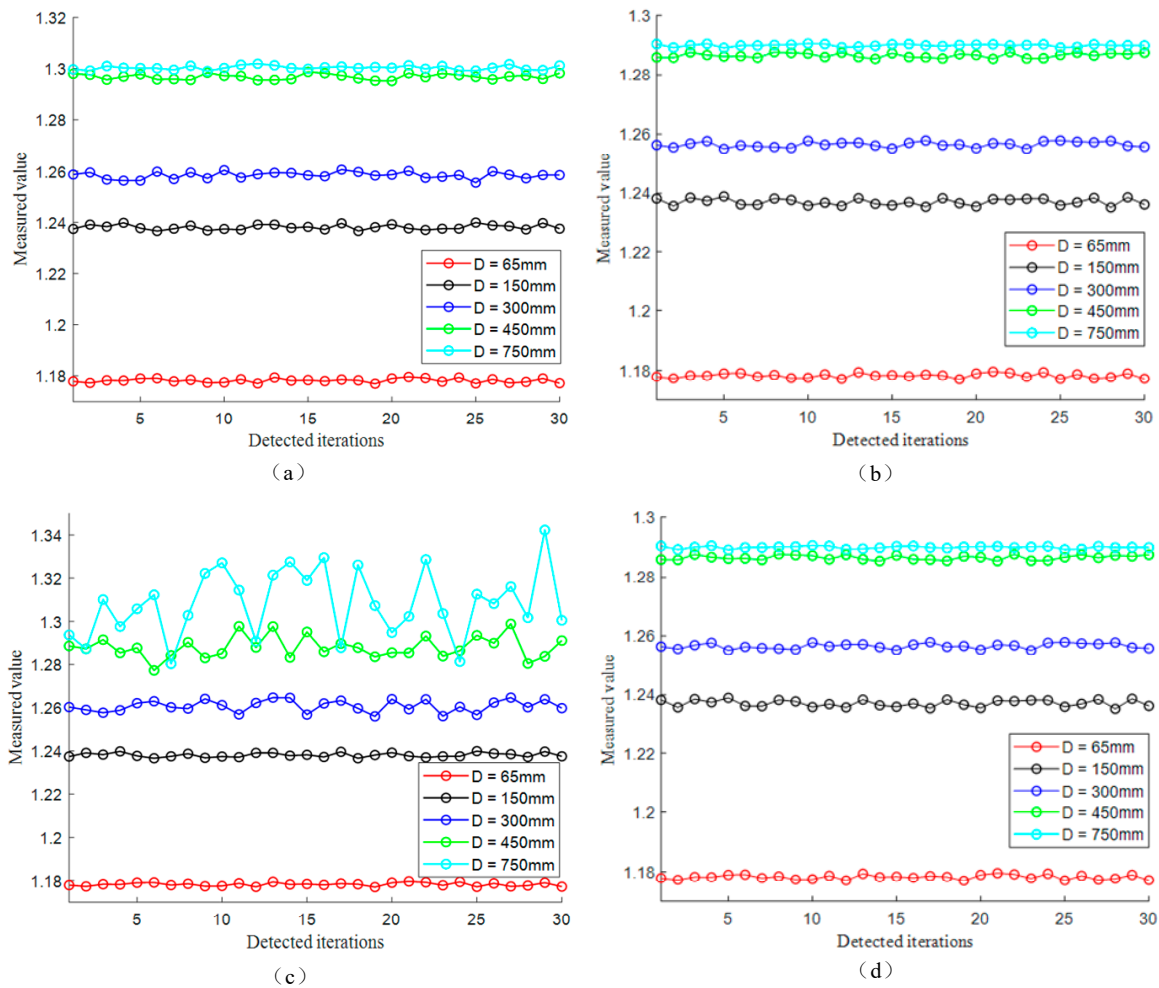 1.32
1.3
1.28
1.26
1.24
1.22
1.2
1.18
Measured value
D = 65mm
D = 150mm
D = 300mm
D = 450mm
D = 750mm
5 10 15 20 25 30
Detected iterations
（a）
1.3
1.28
1.26
1.24
1.22
1.2
1.18
Measured value
D = 65mm
D = 150mm
D = 300mm
D = 450mm
D = 750mm
5 10 15 20 25 30
Detected iterations
（b）
1.34
1.32
1.3
1.28
1.26
1.24
1.22
1.2
1.18
Measured value
D = 65mm
D = 150mm
D = 300mm
D = 450mm
D = 750mm
5 10 15 20 25 30
Detected iterations
（c）
1.3
1.28
1.26
1.24
1.22
1.2
1.18
Measured value
D = 65mm
D = 150mm
D = 300mm
D = 450mm
D = 750mm
5 10 15 20 25 30
Detected iterations
（d）